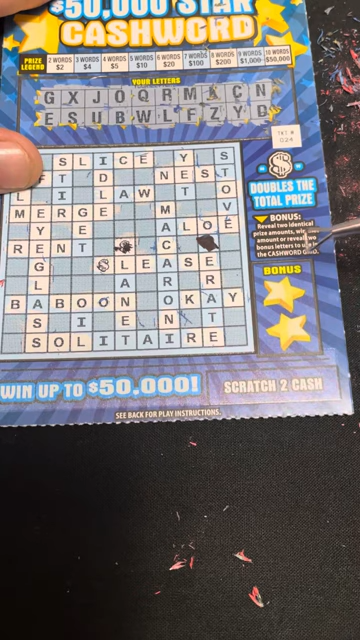 $50,000 STAR
CASHWORD
PRIZE LEGEND
2 WORDS $2
3 WORDS $4
4 WORDS $5
5 WORDS $10
6 WORDS $20
7 WORDS $100
8 WORDS $200
9 WORDS $1,000
10 WORDS $50,000
YOUR LETTERS
G X J O Q R M K C N
E S U B W L F Z Y D
TKT #
024
SLICE
NEST
LAW
MERGE
ALOE
RENT
LEASE
BABOON
OKAY
SOLITAIRE
MACARONI
DOUBLES THE
TOTAL PRIZE
BONUS:
Reveal two identical
prize amounts, win that
amount or reveal two
bonus letters to use in
the CASHWORD GRID.
BONUS
WIN UP TO $50,000!
SCRATCH 2 CASH
SEE BACK FOR PLAY INSTRUCTIONS.